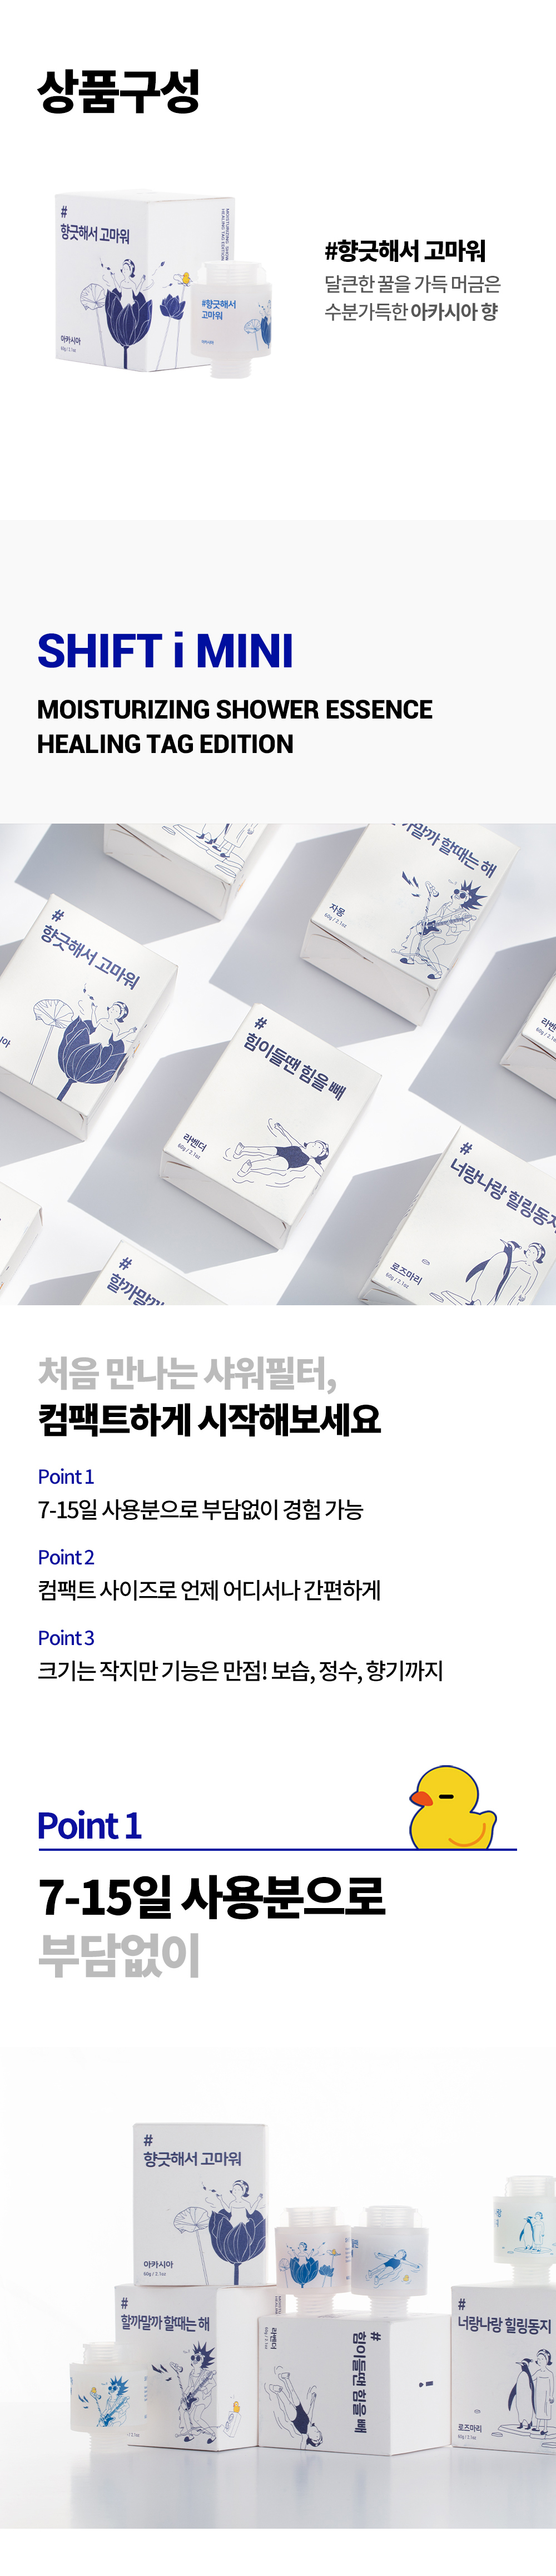 상품구성
#
향긋해서 고마워
MOISTURIZING SHOW
HEALING TAG EDITION
아카시아
60g / 2.1oz
#향긋해서
고마워
#향긋해서 고마워
달큰한 꿀을 가득 머금은
수분가득한 아카시아 향
SHIFT i MINI
MOISTURIZING SHOWER ESSENCE
HEALING TAG EDITION
할까말까 할때는 해
자몽
60g / 2.1oz
#
향긋해서 고마워
#
힘이들땐 힘을 빼
라벤더
60g / 2.1oz
#
너랑나랑 힐링동지
로즈마리
60g / 2.1oz
#
할까말까
처음 만나는 샤워필터,
컴팩트하게 시작해보세요
Point 1
7-15일 사용분으로 부담없이 경험 가능
Point 2
컴팩트 사이즈로 언제 어디서나 간편하게
Point 3
크기는 작지만 기능은 만점! 보습, 정수, 향기까지
Point 1
7-15일 사용분으로
부담없이
#
향긋해서 고마워
아카시아
60g / 2.1oz
#
할까말까 할때는 해
#
힘이들땐 힘을 빼
라벤더
60g / 2.1oz
#
너랑나랑 힐링동지
로즈마리
60g / 2.1oz